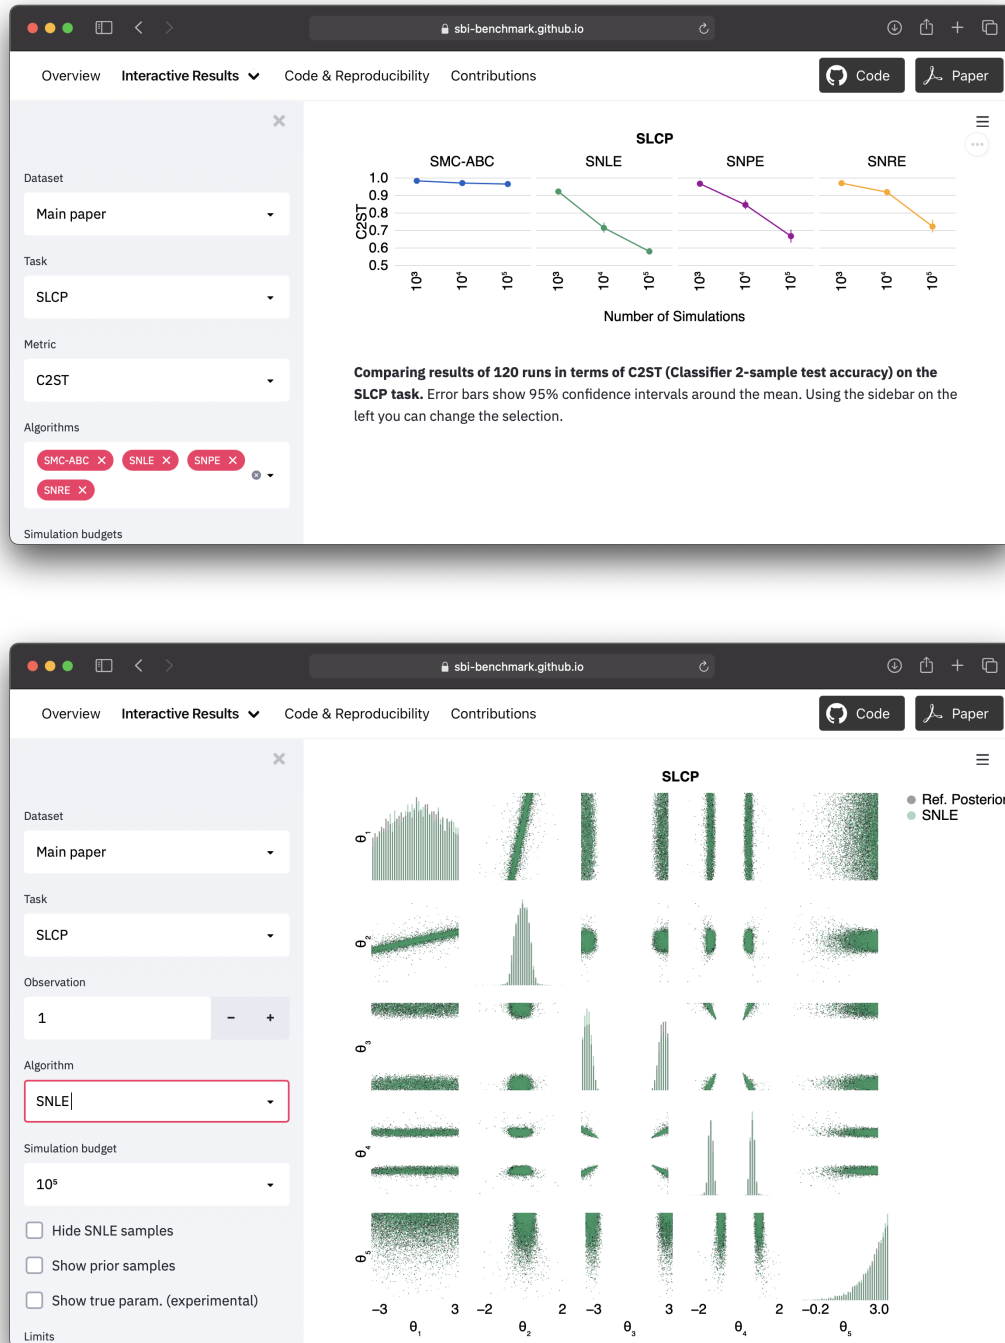 sbi-benchmark.github.io
Overview Interactive Results Code & Reproducibility Contributions Code Paper
Dataset
Main paper
Task
SLCP
Metric
C2ST
Algorithms
SMC-ABC SNLE SNPE
SNRE
Simulation budgets
SLCP
SMC-ABC SNLE SNPE SNRE
C2ST
1.0
0.9
0.8
0.7
0.6
0.5
10³ 10⁴ 10⁵ 10³ 10⁴ 10⁵ 10³ 10⁴ 10⁵ 10³ 10⁴ 10⁵
Number of Simulations
Comparing results of 120 runs in terms of C2ST (Classifier 2-sample test accuracy) on the
SLCP task. Error bars show 95% confidence intervals around the mean. Using the sidebar on the
left you can change the selection.
sbi-benchmark.github.io
Overview Interactive Results Code & Reproducibility Contributions Code Paper
Dataset
Main paper
Task
SLCP
Observation
1 - +
Algorithm
SNLE
Simulation budget
10⁵
Hide SNLE samples
Show prior samples
Show true param. (experimental)
Limits
SLCP
Ref. Posterior
SNLE
θ₁
θ₂
θ₃
θ₄
θ₅
−3 3 −2 2 −3 3 −2 2 −0.2 3.0
θ₁ θ₂ θ₃ θ₄ θ₅